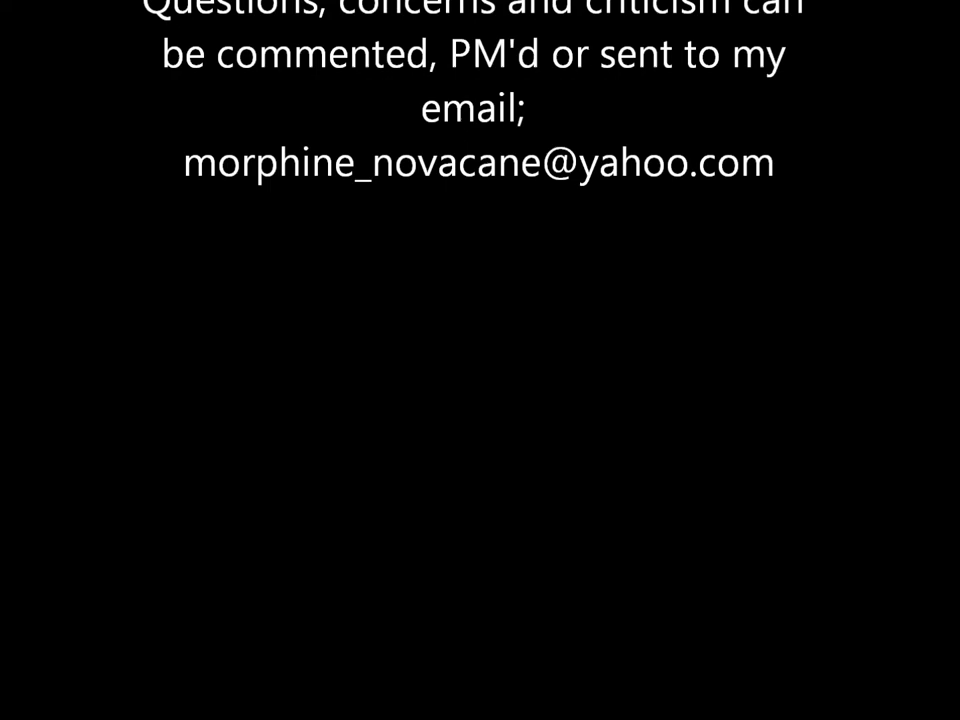 Questions, concerns and criticism can
be commented, PM'd or sent to my
email;
morphine_novacane@yahoo.com